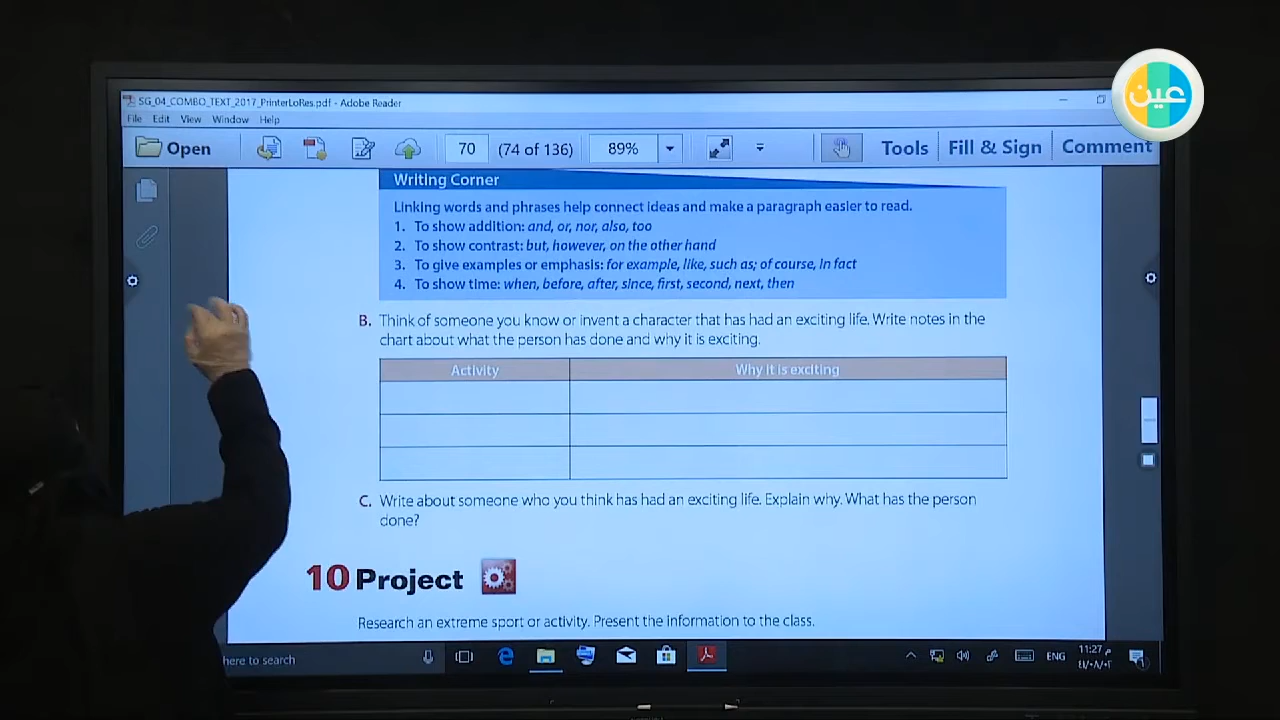 عين
SG_04_COMBO_TEXT_2017_PrinterLoRes.pdf - Adobe Reader
File Edit View Window Help
Open 70 (74 of 136) 89% Tools Fill & Sign Comment
Writing Corner
Linking words and phrases help connect ideas and make a paragraph easier to read.
1. To show addition: and, or, nor, also, too
2. To show contrast: but, however, on the other hand
3. To give examples or emphasis: for example, like, such as; of course, in fact
4. To show time: when, before, after, since, first, second, next, then
B. Think of someone you know or invent a character that has had an exciting life. Write notes in the
chart about what the person has done and why it is exciting.
Activity Why it is exciting
C. Write about someone who you think has had an exciting life. Explain why. What has the person
done?
10 Project
Research an extreme sport or activity. Present the information to the class.
here to search ENG 11:27 م